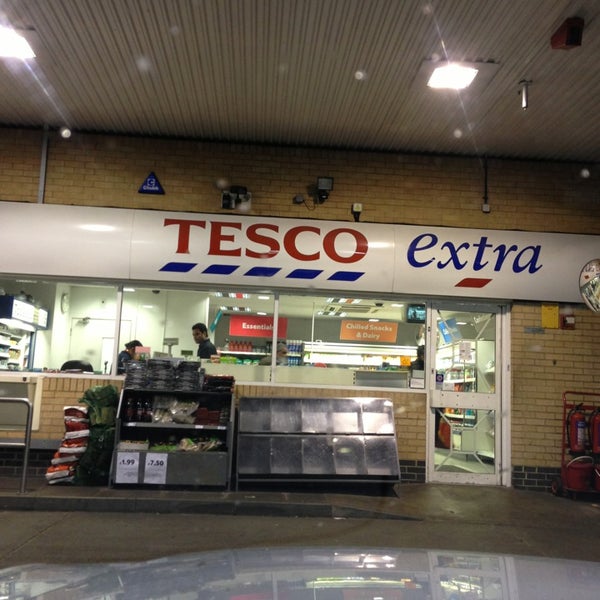 TESCO extra
Essentials
Chilled Snacks
& Dairy
1.99
£7.50